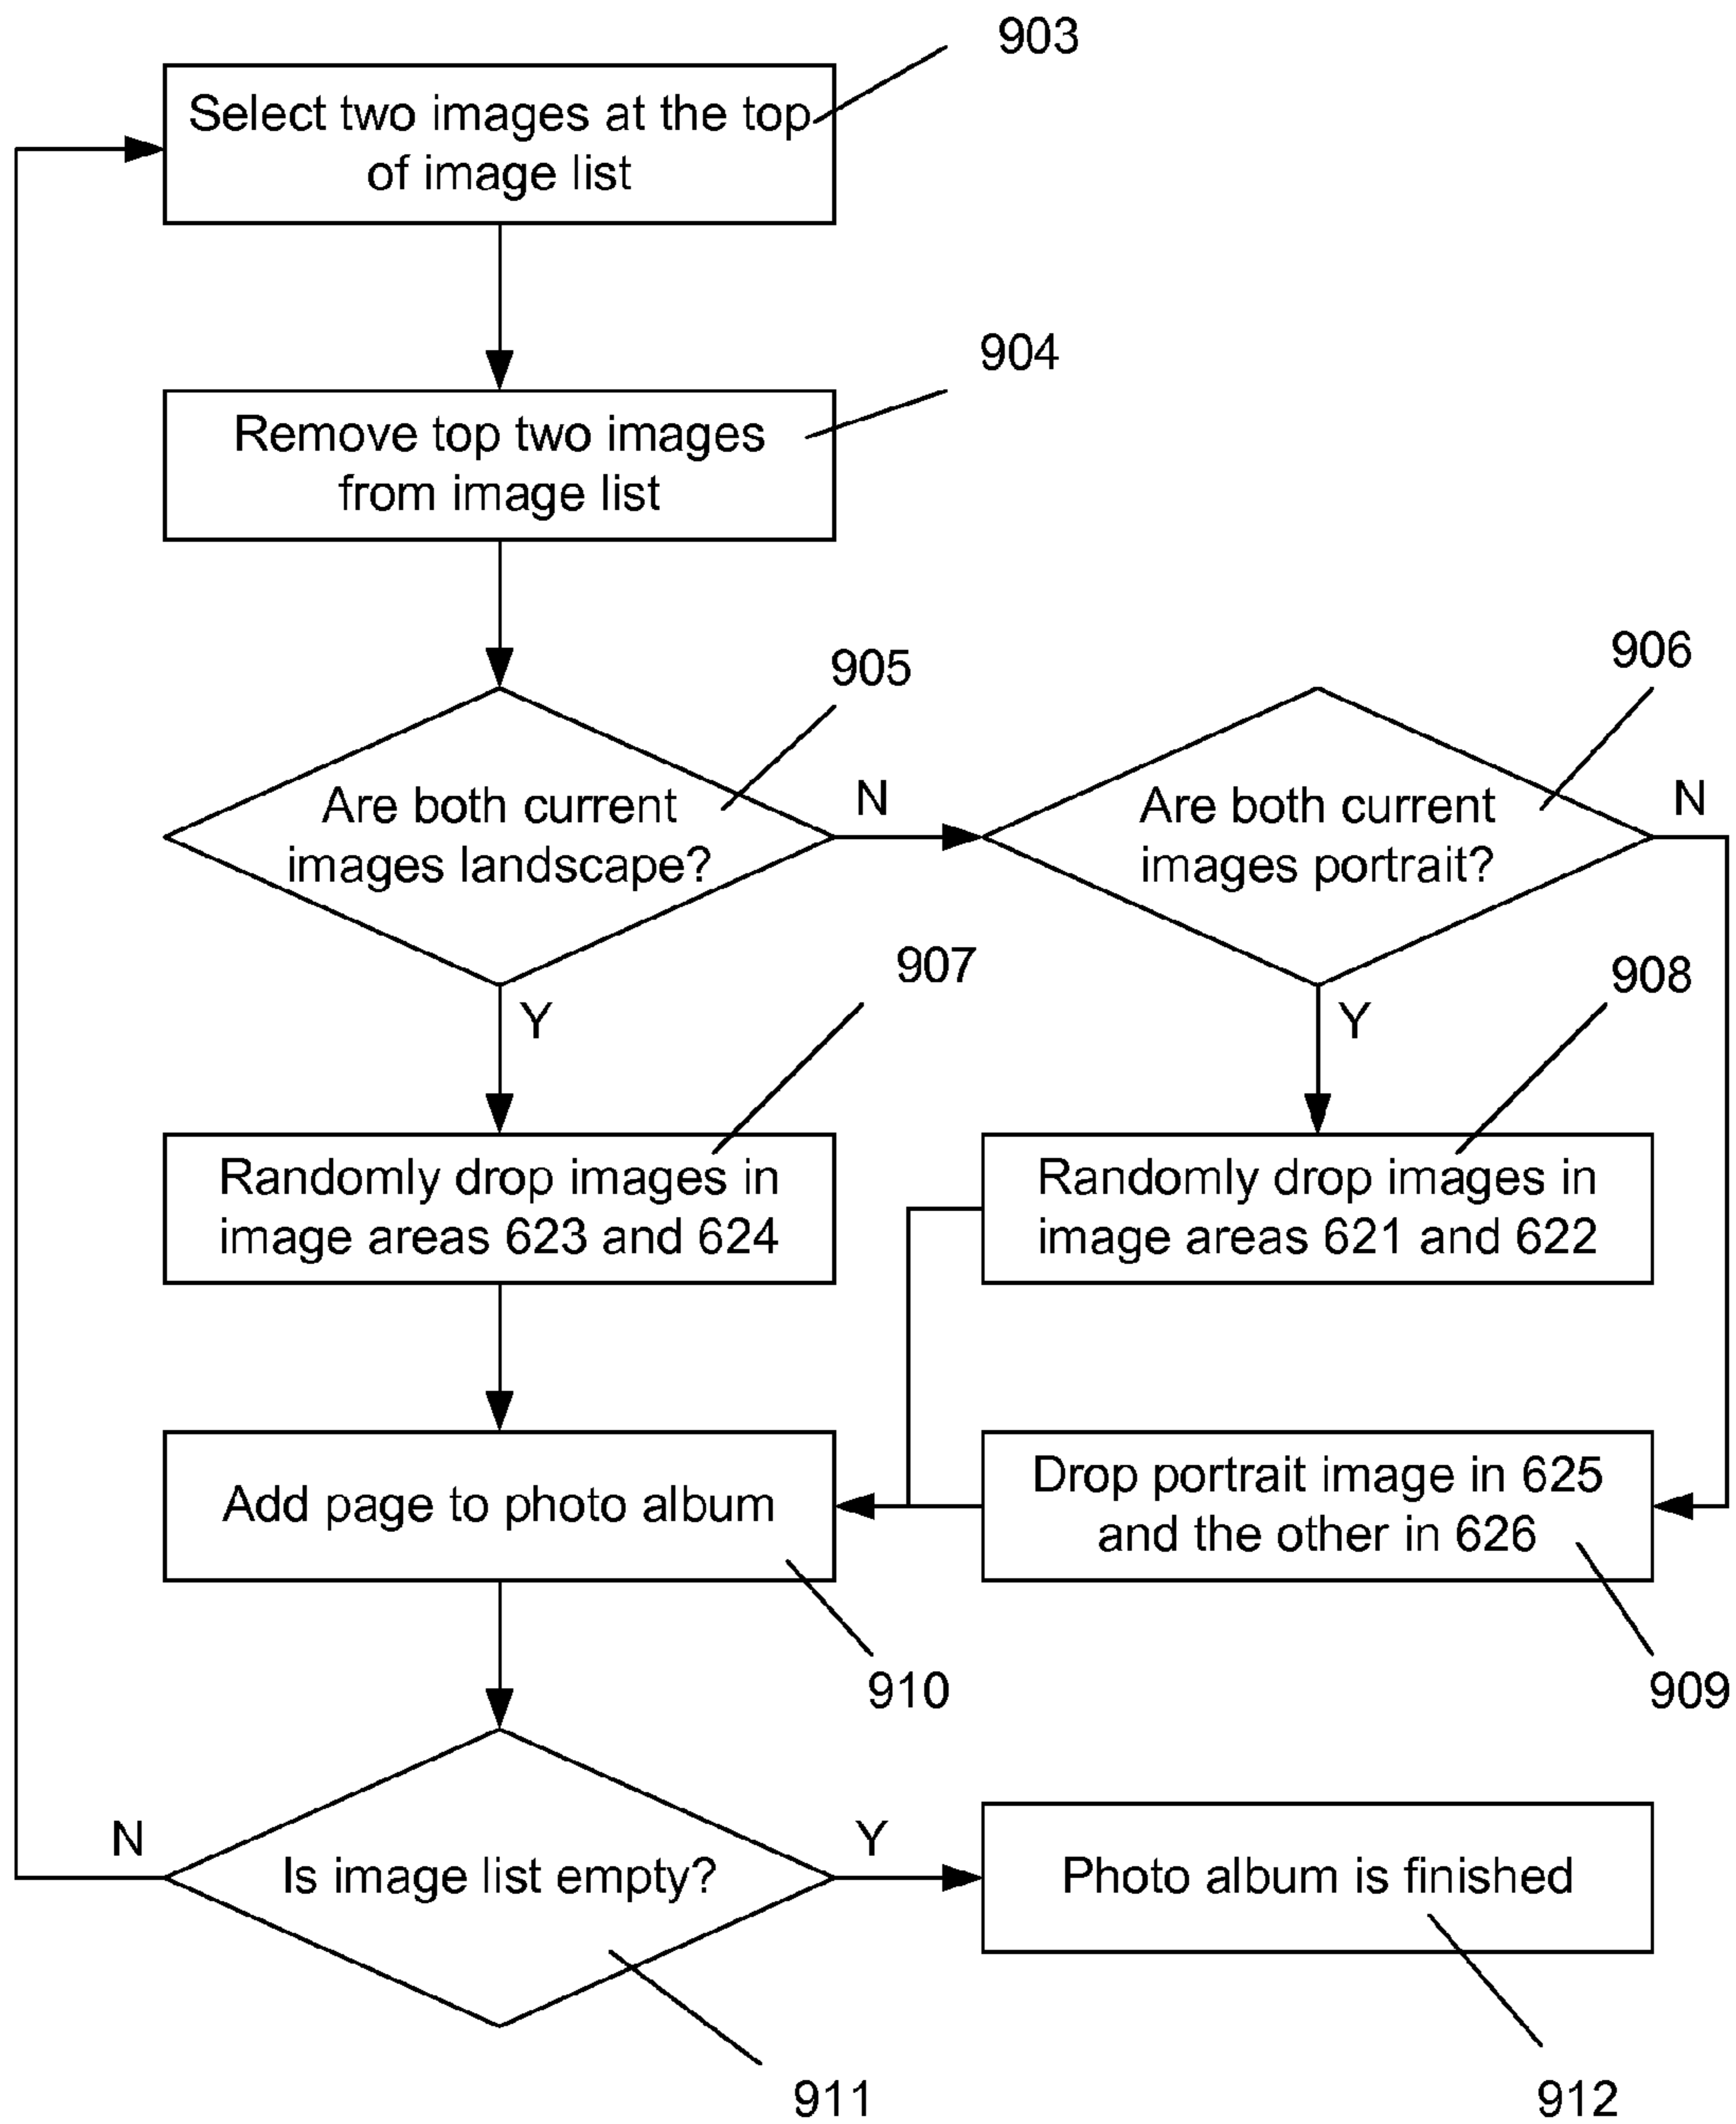 903
Select two images at the top
of image list
904
Remove top two images
from image list
905
Are both current
images landscape?
N
906
Are both current
images portrait?
N
Y
907
Randomly drop images in
image areas 623 and 624
Y
908
Randomly drop images in
image areas 621 and 622
Add page to photo album
910
Drop portrait image in 625
and the other in 626
909
N
Is image list empty?
Y
911
Photo album is finished
912